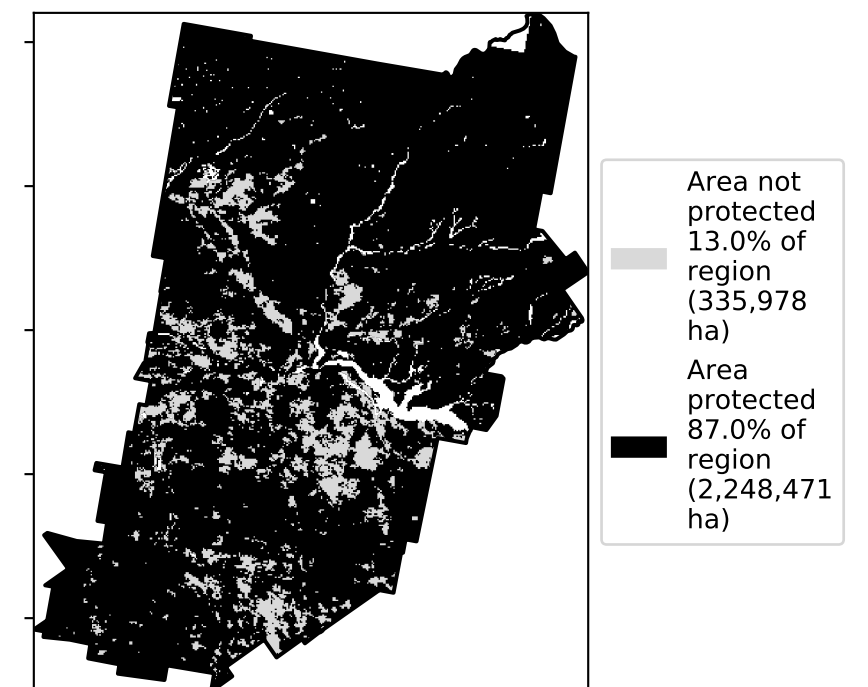 Area not
protected
13.0% of
region
(335,978
ha)
Area
protected
87.0% of
region
(2,248,471
ha)